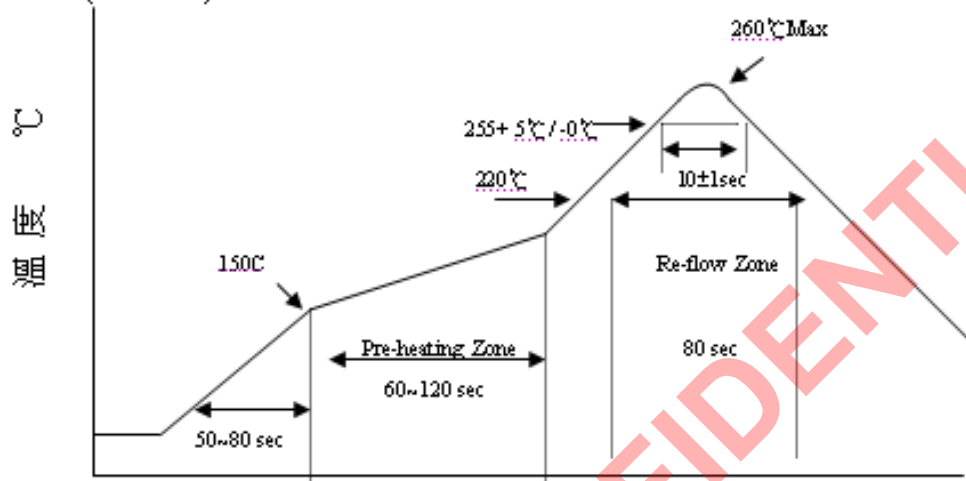 260℃Max
255+ 5℃/-0℃
10±1sec
220℃
150C
Re-flow Zone
Pre-heating Zone
80 sec
60~120 sec
50~80 sec
温度 ℃
FIDENTI